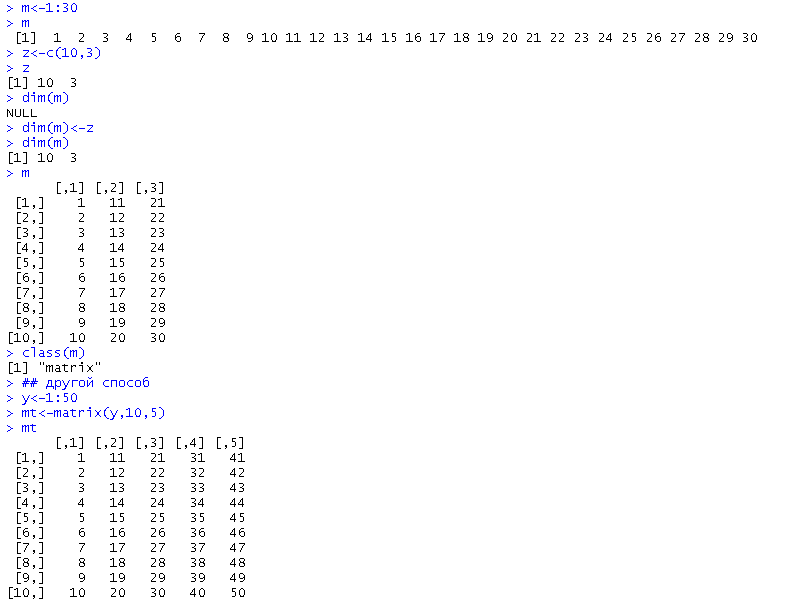 > m<-1:30
> m
 [1]  1  2  3  4  5  6  7  8  9 10 11 12 13 14 15 16 17 18 19 20 21 22 23 24 25 26 27 28 29 30
> z<-c(10,3)
> z
[1] 10  3
> dim(m)
NULL
> dim(m)<-z
> dim(m)
[1] 10  3
> m
      [,1] [,2] [,3]
 [1,]    1   11   21
 [2,]    2   12   22
 [3,]    3   13   23
 [4,]    4   14   24
 [5,]    5   15   25
 [6,]    6   16   26
 [7,]    7   17   27
 [8,]    8   18   28
 [9,]    9   19   29
[10,]   10   20   30
> class(m)
[1] "matrix"
> ## другой способ
> y<-1:50
> mt<-matrix(y,10,5)
> mt
      [,1] [,2] [,3] [,4] [,5]
 [1,]    1   11   21   31   41
 [2,]    2   12   22   32   42
 [3,]    3   13   23   33   43
 [4,]    4   14   24   34   44
 [5,]    5   15   25   35   45
 [6,]    6   16   26   36   46
 [7,]    7   17   27   37   47
 [8,]    8   18   28   38   48
 [9,]    9   19   29   39   49
[10,]   10   20   30   40   50